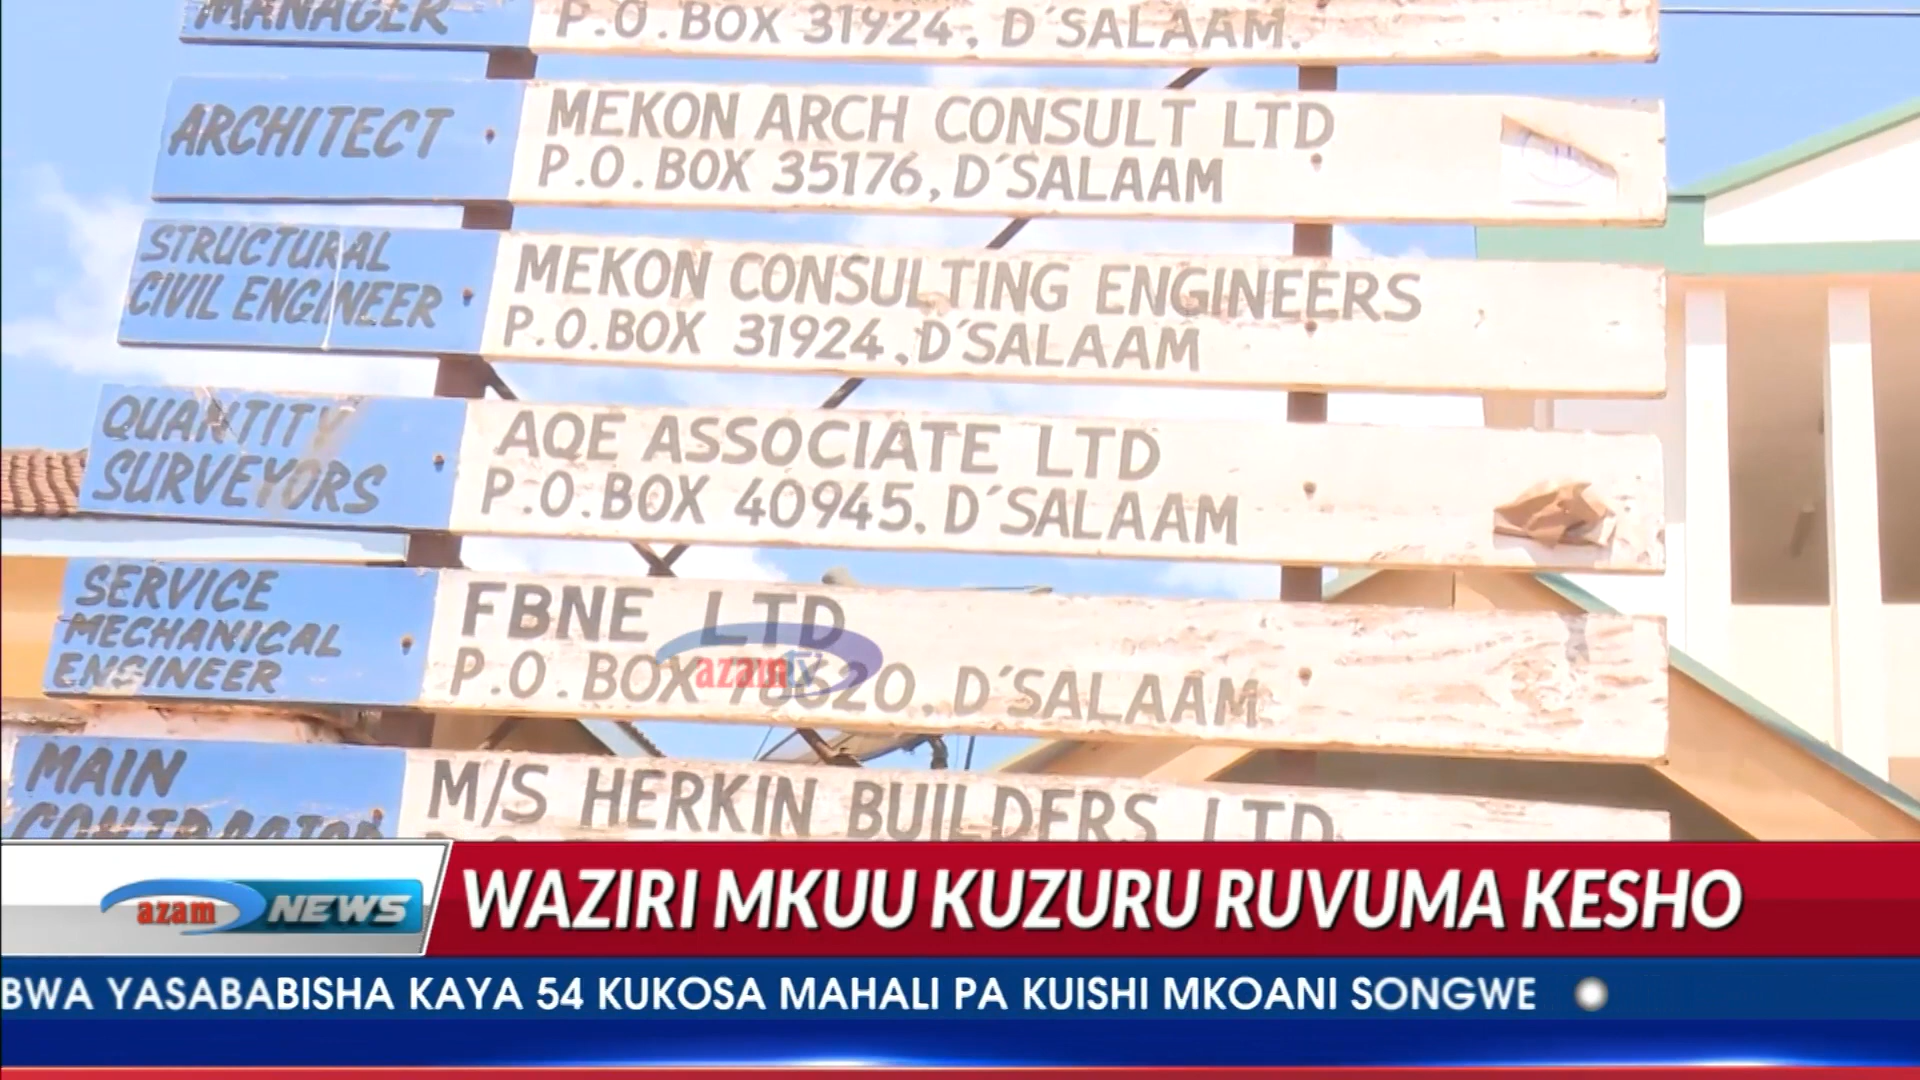 MANAGER
P.O.BOX 31924, D'SALAAM.
ARCHITECT
MEKON ARCH CONSULT LTD
P.O.BOX 35176, D'SALAAM
STRUCTURAL
CIVIL ENGINEER
MEKON CONSULTING ENGINEERS
P.O.BOX 31924, D'SALAAM
QUANTITY
SURVEYORS
AQE ASSOCIATE LTD
P.O.BOX 40945. D'SALAAM
SERVICE
MECHANICAL
ENGINEER
FBNE LTD
P.O.BOX D'SALAAM
azam tv
MAIN
CONTRACTOR
M/S HERKIN BUILDERS LTD
azam NEWS
WAZIRI MKUU KUZURU RUVUMA KESHO
BWA YASABABISHA KAYA 54 KUKOSA MAHALI PA KUISHI MKOANI SONGWE